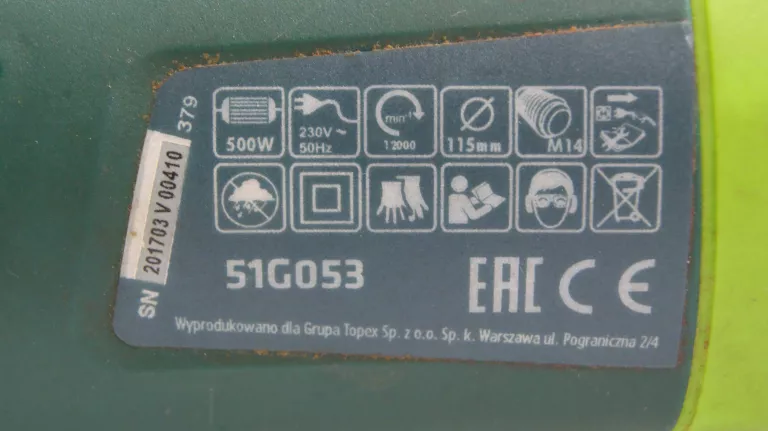 379
500W
230V ~
50Hz
min⁻¹
12000
115mm
M14
SN 201703 V 00410
51G053
EAC CE
Wyprodukowano dla Grupa Topex Sp. z o.o. Sp. k. Warszawa ul. Pograniczna 2/4